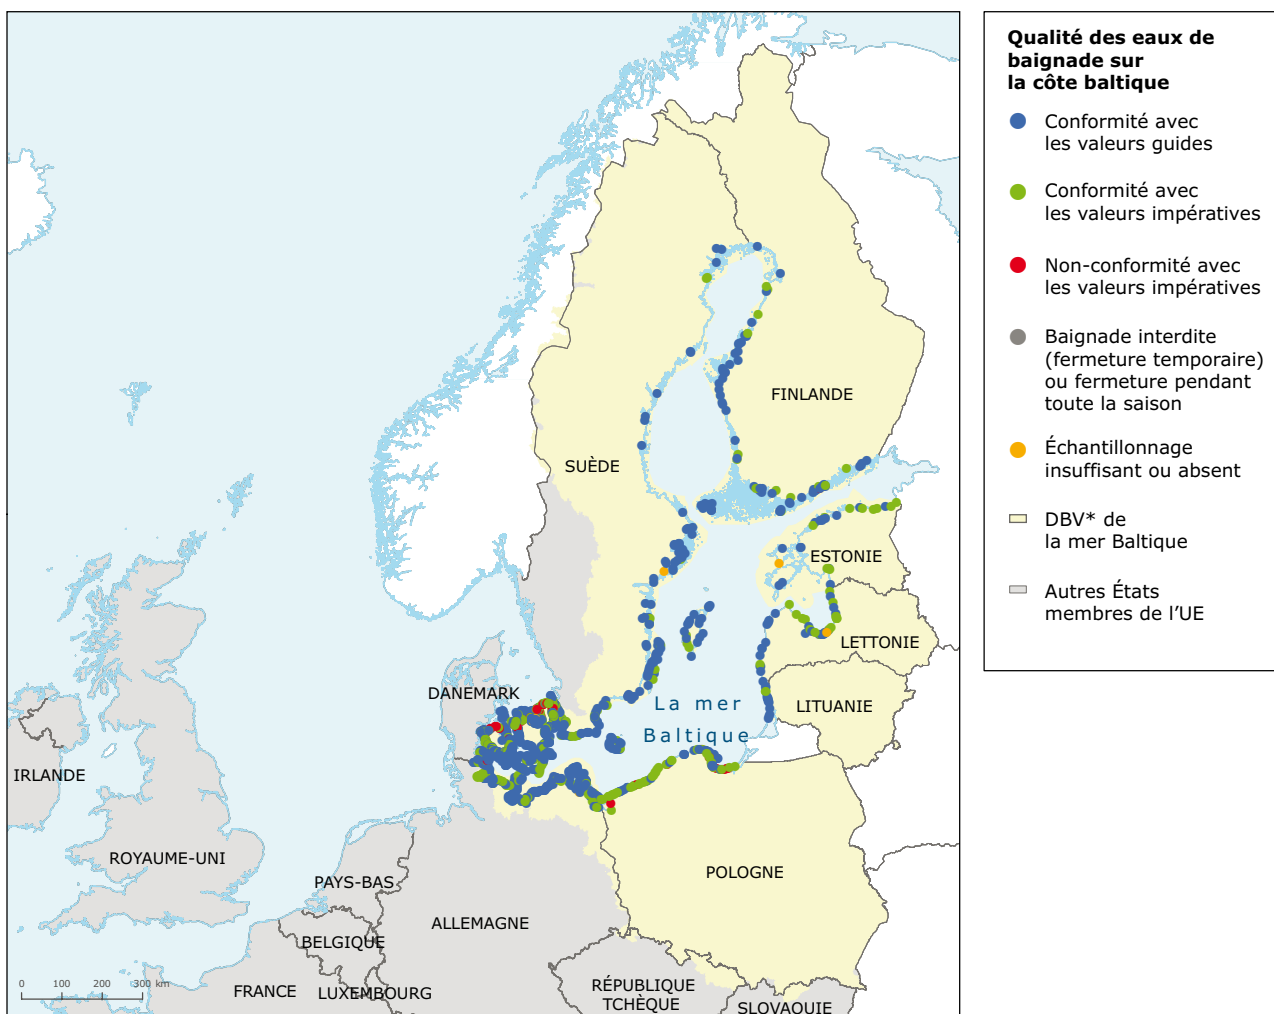 Qualité des eaux de
baignade sur
la côte baltique
Conformité avec
les valeurs guides
Conformité avec
les valeurs impératives
Non-conformité avec
les valeurs impératives
Baignade interdite
(fermeture temporaire)
ou fermeture pendant
toute la saison
Échantillonnage
insuffisant ou absent
DBV* de
la mer Baltique
Autres États
membres de l'UE
FINLANDE
SUÈDE
ESTONIE
LETTONIE
DANEMARK
La mer
Baltique
LITUANIE
IRLANDE
ROYAUME-UNI
PAYS-BAS
POLOGNE
ALLEMAGNE
BELGIQUE
FRANCE
LUXEMBOURG
RÉPUBLIQUE
TCHÈQUE
SLOVAQUIE
0 100 200 300 km